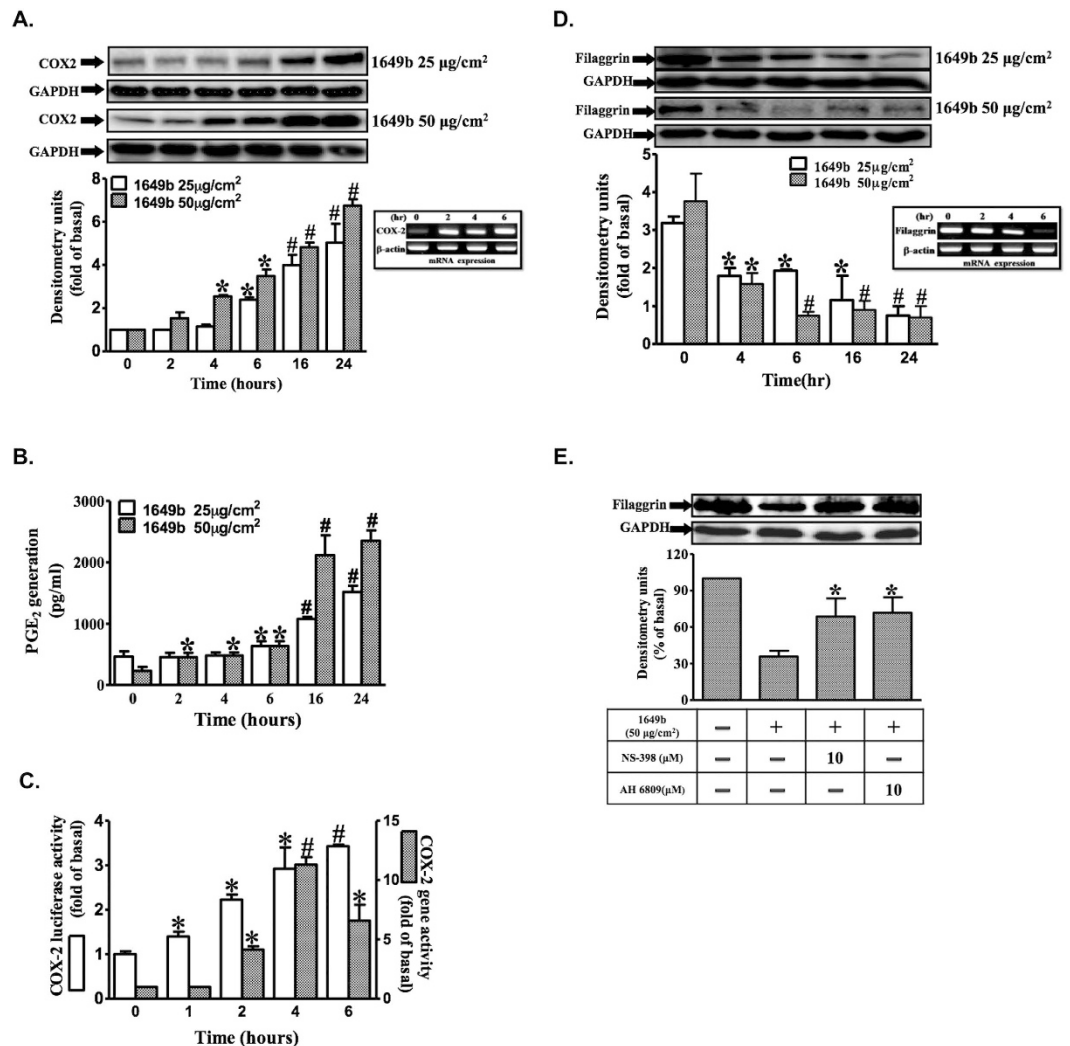 A.
COX2
1649b 25 µg/cm²
GAPDH
COX2
1649b 50 µg/cm²
GAPDH
Densitometry units
(fold of basal)
8
6
4
2
0
1649b 25µg/cm²
1649b 50µg/cm²
* * * # # # #
0 2 4 6 16 24
Time (hours)
(hr) 0 2 4 6
COX-2
β-actin
mRNA expression
B.
PGE₂ generation
(pg/ml)
3000
2000
1000
0
1649b 25µg/cm²
1649b 50µg/cm²
* * * * # # # #
0 2 4 6 16 24
Time (hours)
C.
COX-2 luciferase activity
(fold of basal)
4
3
2
1
0
* * * * # # *
15
10
5
0
COX-2 gene activity
(fold of basal)
0 1 2 4 6
Time (hours)
D.
Filaggrin
1649b 25 µg/cm²
GAPDH
Filaggrin
1649b 50 µg/cm²
GAPDH
Densitometry units
(fold of basal)
5
4
3
2
1
0
1649b 25µg/cm²
1649b 50µg/cm²
* * * # * # # #
0 4 6 16 24
Time(hr)
(hr) 0 2 4 6
Filaggrin
β-actin
mRNA expression
E.
Filaggrin
GAPDH
Densitometry units
(% of basal)
120
90
60
30
0
* *
1649b
(50 µg/cm²) – + + +
NS-398 (µM) – – 10 –
AH 6809(µM) – – – 10